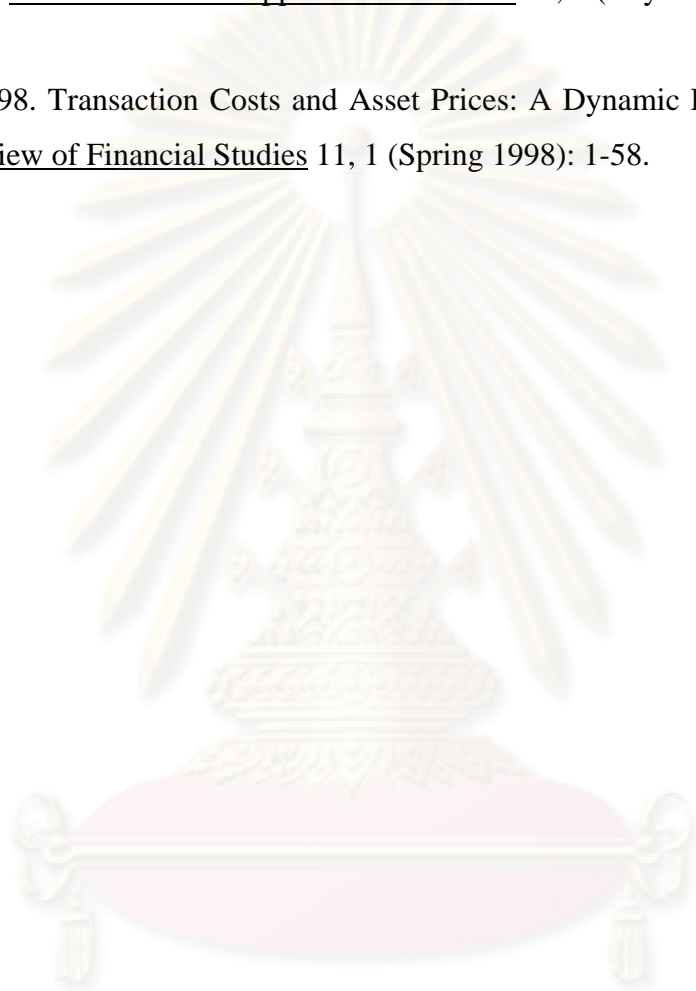 98. Transaction Costs and Asset Prices: A Dynamic
iew of Financial Studies 11, 1 (Spring 1998): 1-58.